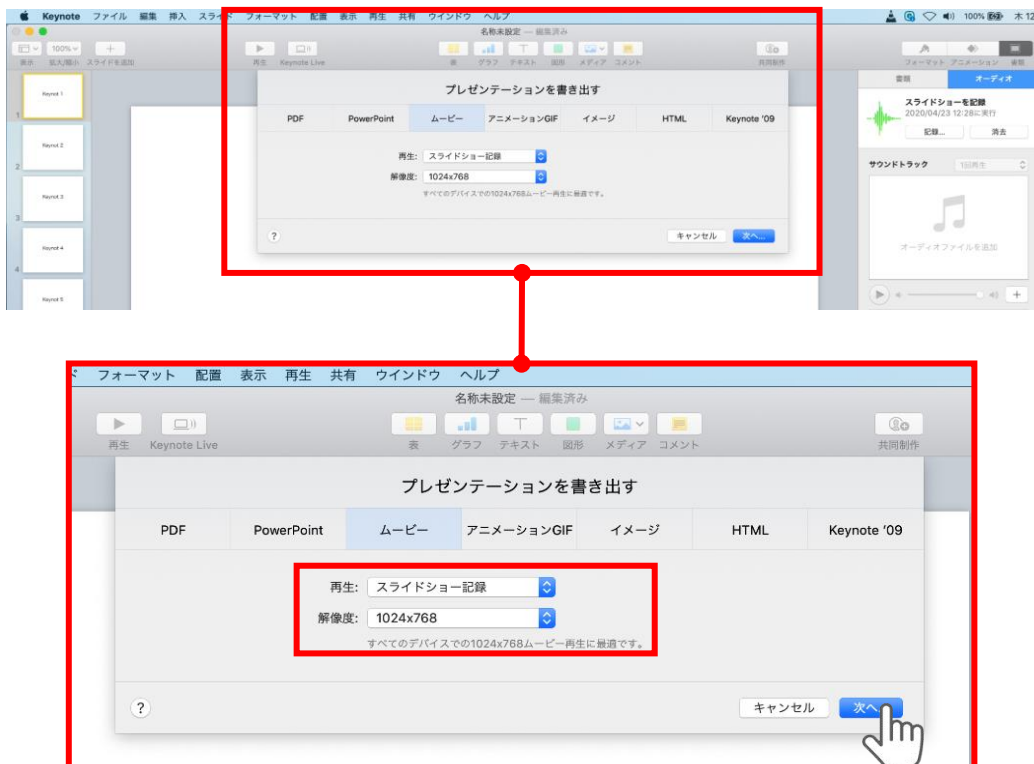 Keynote ファイル 編集 挿入 スライド フォーマット 配置 表示 再生 共有 ウインドウ ヘルプ 100% 木 12
名称未設定 — 編集済み
100%
表示 拡大/縮小 スライドを追加 再生 Keynote Live 表 グラフ テキスト 図形 メディア コメント 共同制作 フォーマット アニメーション 書類
書類 オーディオ
プレゼンテーションを書き出す
PDF PowerPoint ムービー アニメーションGIF イメージ HTML Keynote '09
再生: スライドショー記録
解像度: 1024x768
すべてのデバイスでの1024x768ムービー再生に最適です。
? キャンセル 次へ...
Keynot 1
1
Keynot 2
2
Keynot 3
3
Keynot 4
4
Keynot 5
スライドショーを記録
2020/04/23 12:28に実行
記録... 消去
サウンドトラック 1回再生
オーディオファイルを追加
フォーマット 配置 表示 再生 共有 ウインドウ ヘルプ
名称未設定 — 編集済み
再生 Keynote Live 表 グラフ テキスト 図形 メディア コメント 共同制作
プレゼンテーションを書き出す
PDF PowerPoint ムービー アニメーションGIF イメージ HTML Keynote '09
再生: スライドショー記録
解像度: 1024x768
すべてのデバイスでの1024x768ムービー再生に最適です。
? キャンセル 次へ